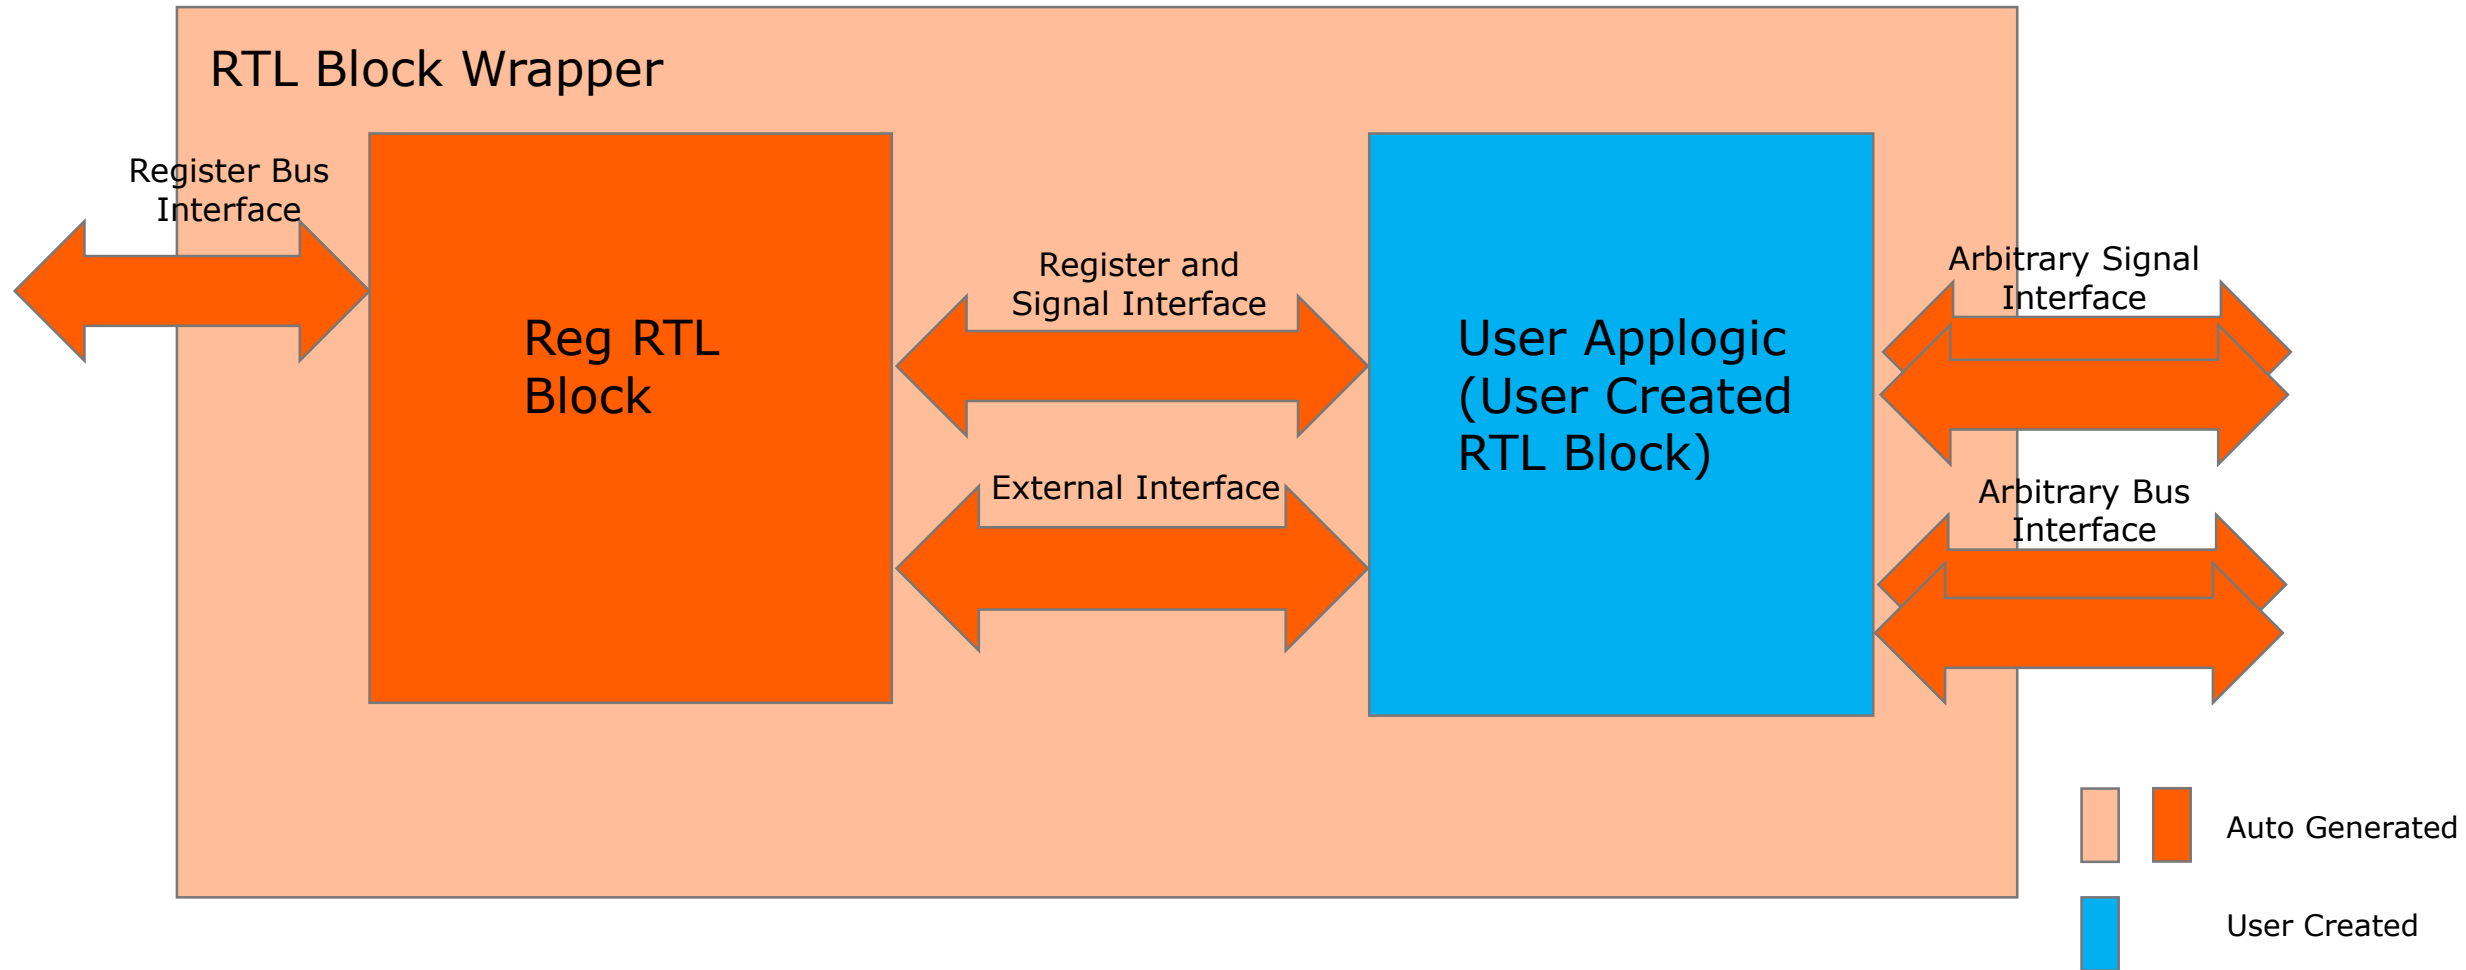 RTL Block Wrapper
Register Bus
Interface
Reg RTL
Block
Register and
Signal Interface
External Interface
User Applogic
(User Created
RTL Block)
Arbitrary Signal
Interface
Arbitrary Bus
Interface
Auto Generated
User Created